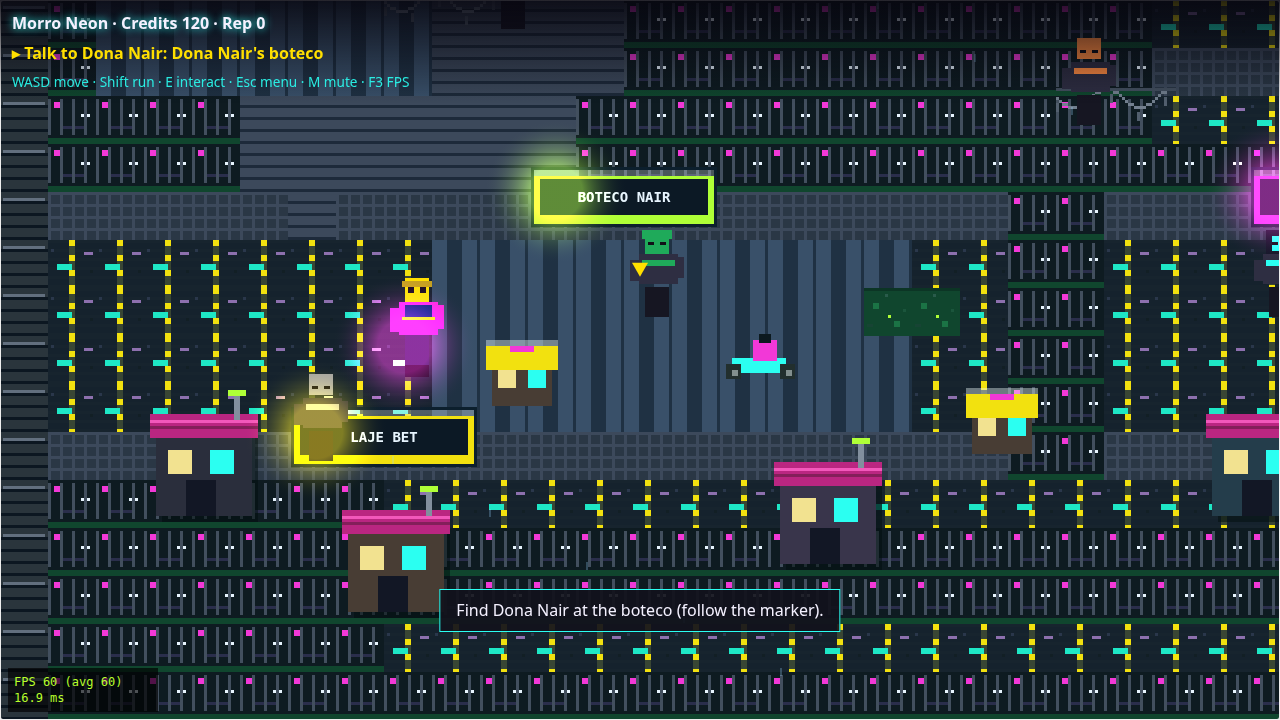 Morro Neon · Credits 120 · Rep 0
▸ Talk to Dona Nair: Dona Nair's boteco
WASD move · Shift run · E interact · Esc menu · M mute · F3 FPS
BOTECO NAIR
LAJE BET
Find Dona Nair at the boteco (follow the marker).
FPS 60 (avg 60)
16.9 ms